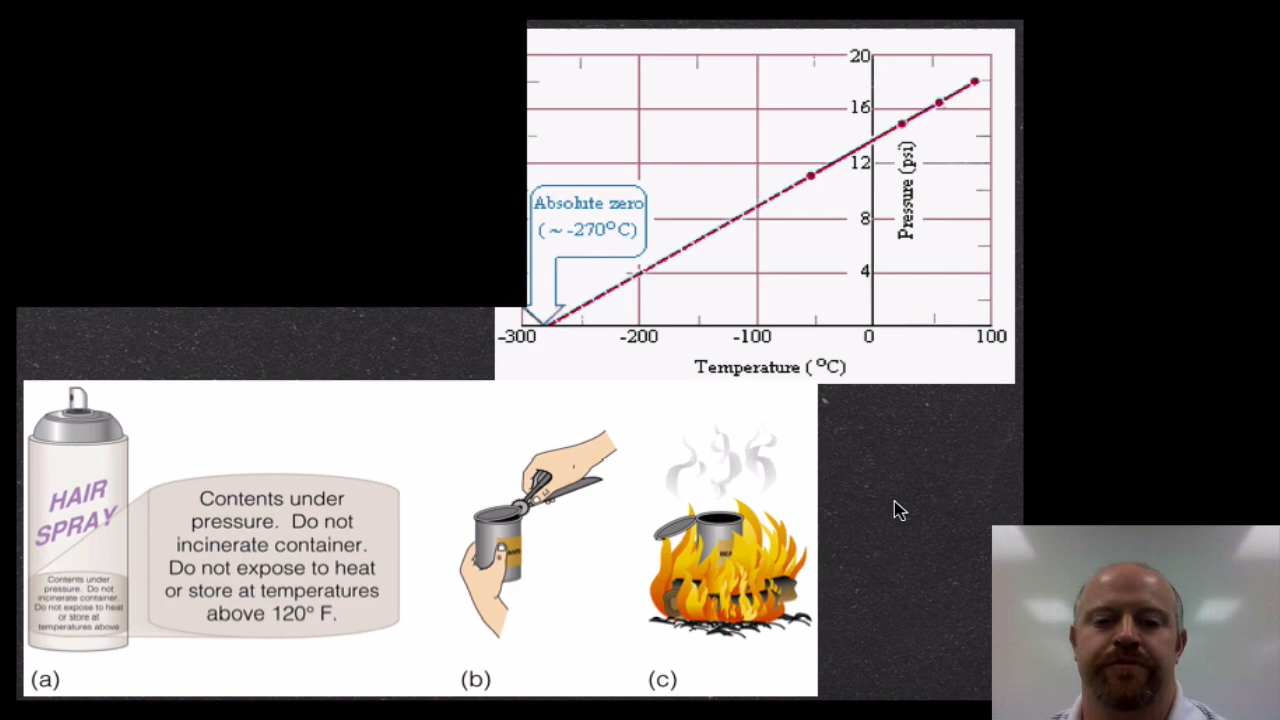 20
16
12
8
4
Pressure (psi)
Absolute zero
(~ -270°C)
-300
-200
-100
0
100
Temperature (°C)
HAIR
SPRAY
Contents under
pressure. Do not
incinerate container.
Do not expose to heat
or store at
temperatures above
Contents under
pressure. Do not
incinerate container.
Do not expose to heat
or store at temperatures
above 120° F.
(a)
(b)
(c)